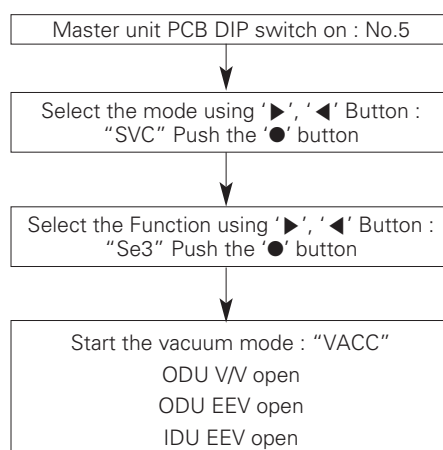 Master unit PCB DIP switch on : No.5
Select the mode using ‘▶’, ‘◀’ Button :
“SVC” Push the ‘●’ button
Select the Function using ‘▶’, ‘◀’ Button :
“Se3” Push the ‘●’ button
Start the vacuum mode : “VACC”
ODU V/V open
ODU EEV open
IDU EEV open